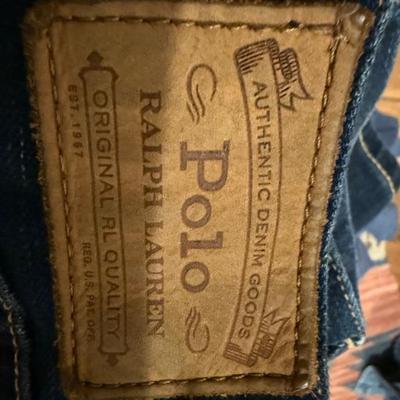 AUTHENTIC DENIM GOODS
Polo
RALPH LAUREN
ORIGINAL RL QUALITY
EST. 1967 REG. U.S. PAT. OFF.